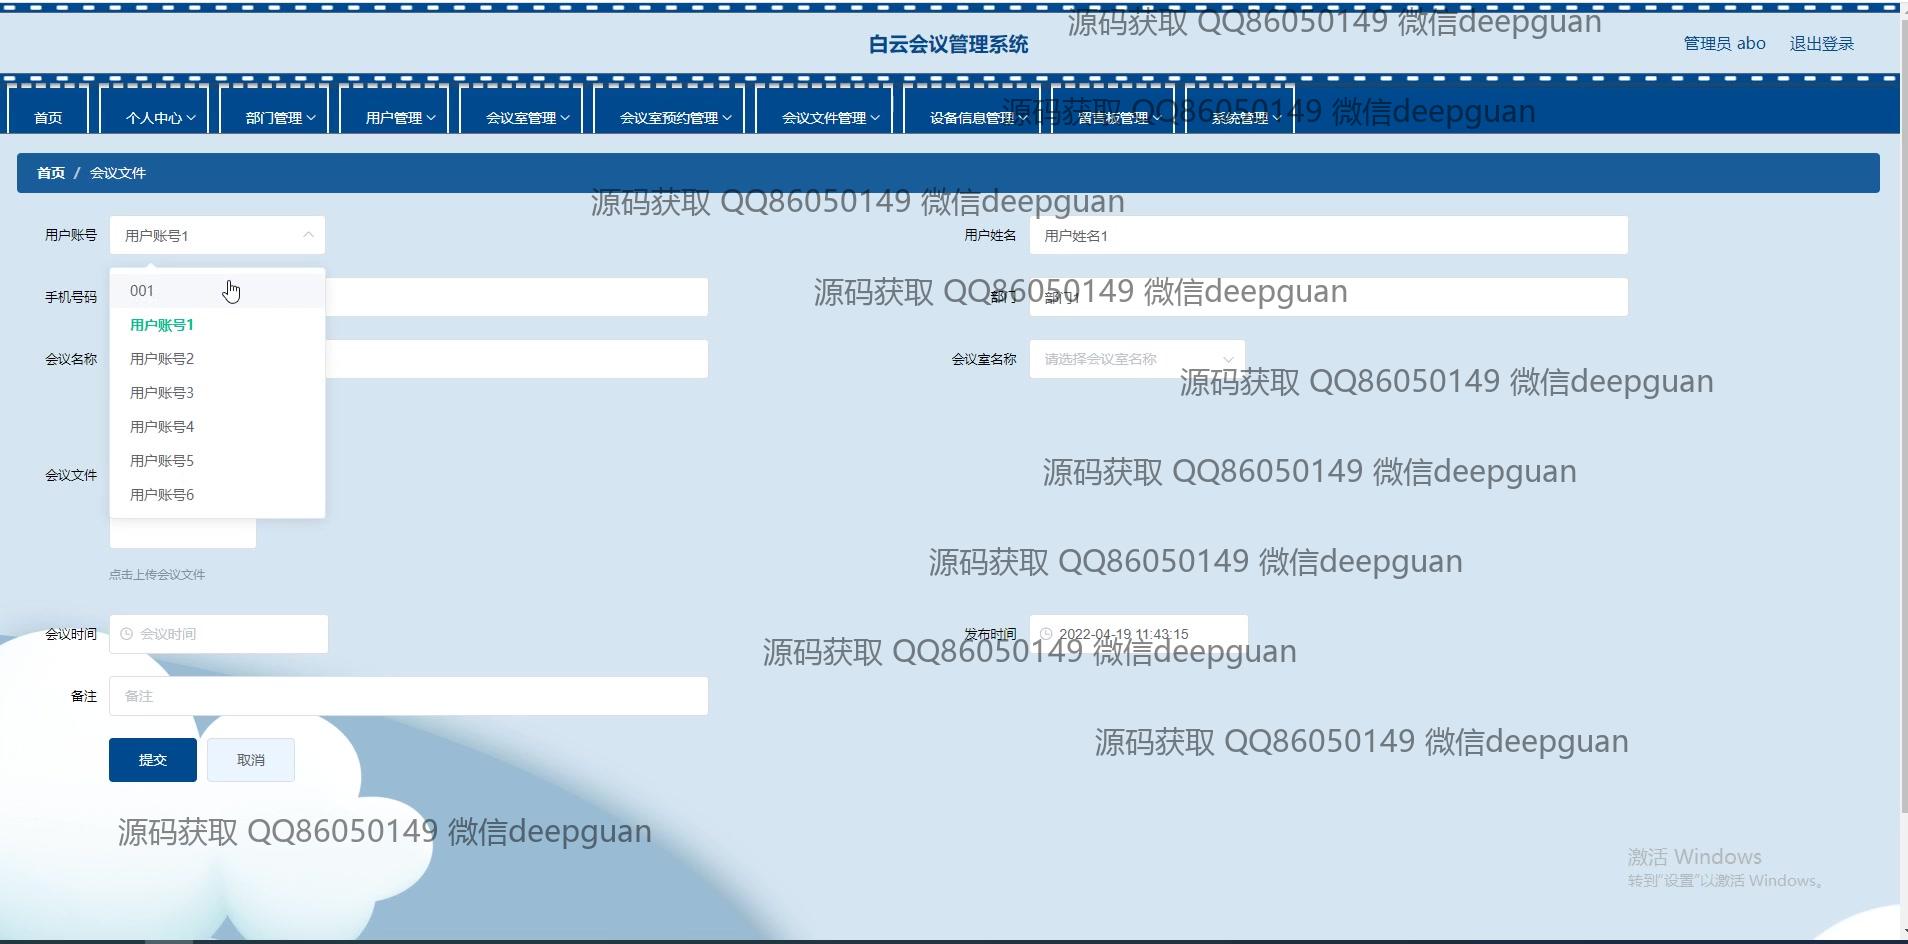 源码获取 QQ86050149 微信deepguan
白云会议管理系统
管理员 abo 退出登录
首页 个人中心 部门管理 用户管理 会议室管理 会议室预约管理 会议文件管理 设备信息管理 留言板管理 系统管理
源码获取 QQ86050149 微信deepguan
首页 / 会议文件
源码获取 QQ86050149 微信deepguan
用户账号 用户账号1 用户姓名 用户姓名1
手机号码 001 部门 部门1
源码获取 QQ86050149 微信deepguan
用户账号1
会议名称 用户账号2 会议室名称 请选择会议室名称
源码获取 QQ86050149 微信deepguan
用户账号3
用户账号4
用户账号5
会议文件
源码获取 QQ86050149 微信deepguan
用户账号6
源码获取 QQ86050149 微信deepguan
点击上传会议文件
会议时间 会议时间 发布时间 2022-04-19 11:43:15
源码获取 QQ86050149 微信deepguan
备注 备注
源码获取 QQ86050149 微信deepguan
提交 取消
源码获取 QQ86050149 微信deepguan
激活 Windows
转到"设置"以激活 Windows。